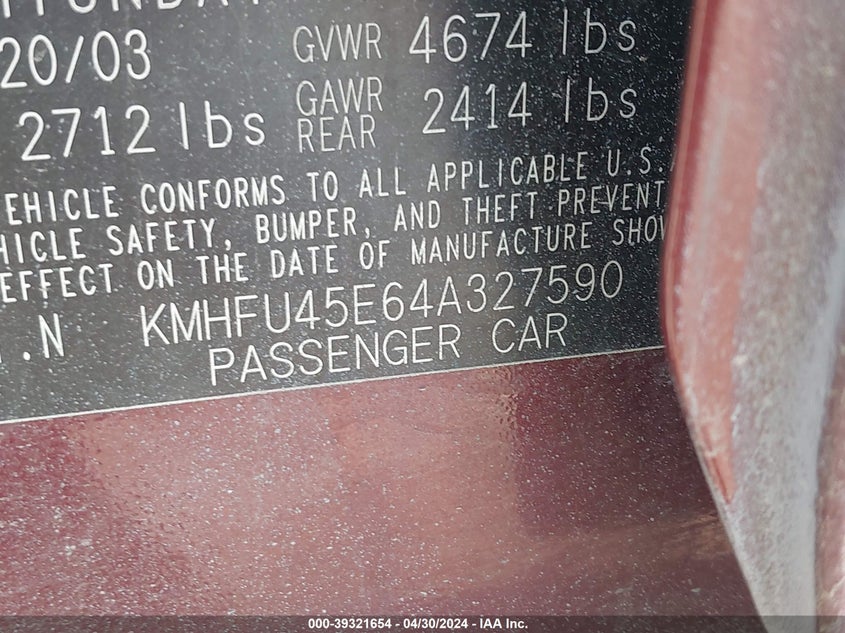 HYUNDAI
20/03 GVWR 4674 lbs
2712 lbs GAWR REAR 2414 lbs
EHICLE CONFORMS TO ALL APPLICABLE U.S.
HICLE SAFETY, BUMPER, AND THEFT PREVENT
EFFECT ON THE DATE OF MANUFACTURE SHOW
.N KMHFU45E64A327590
PASSENGER CAR
000-39321654 - 04/30/2024 - IAA Inc.